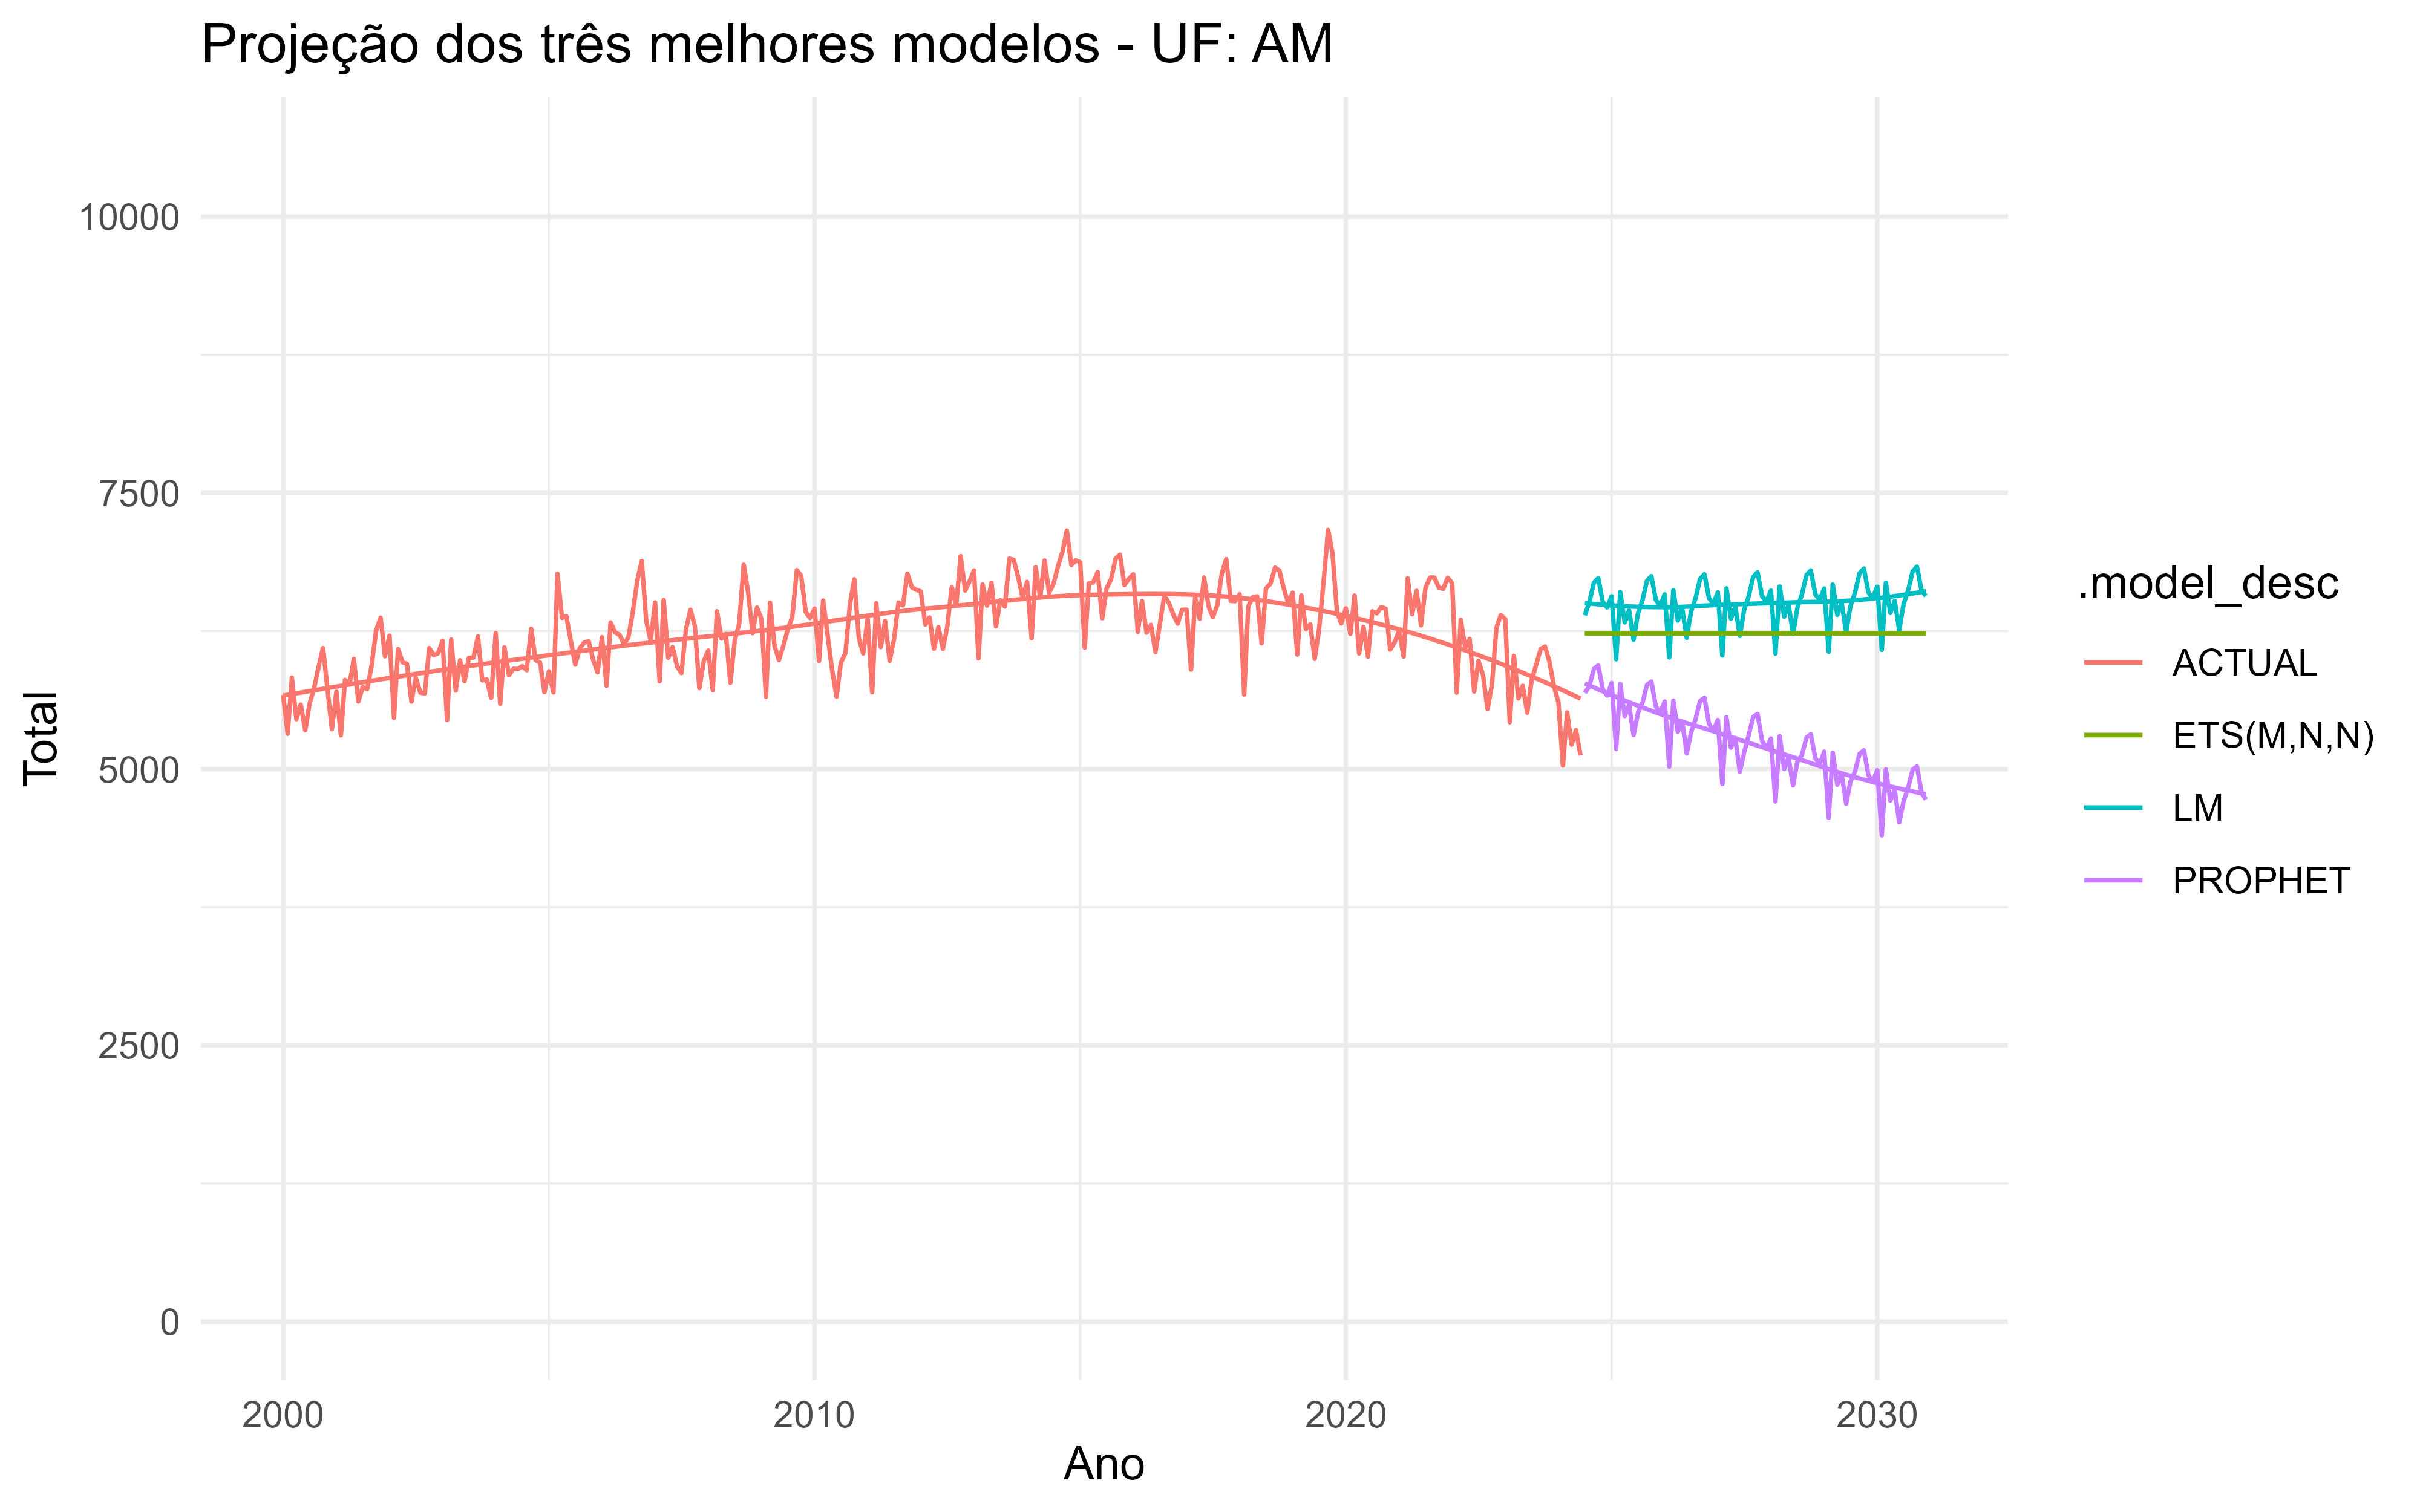 Projeção dos três melhores modelos - UF: AM
Total
10000
7500
5000
2500
0
2000
2010
2020
2030
Ano
.model_desc
ACTUAL
ETS(M,N,N)
LM
PROPHET